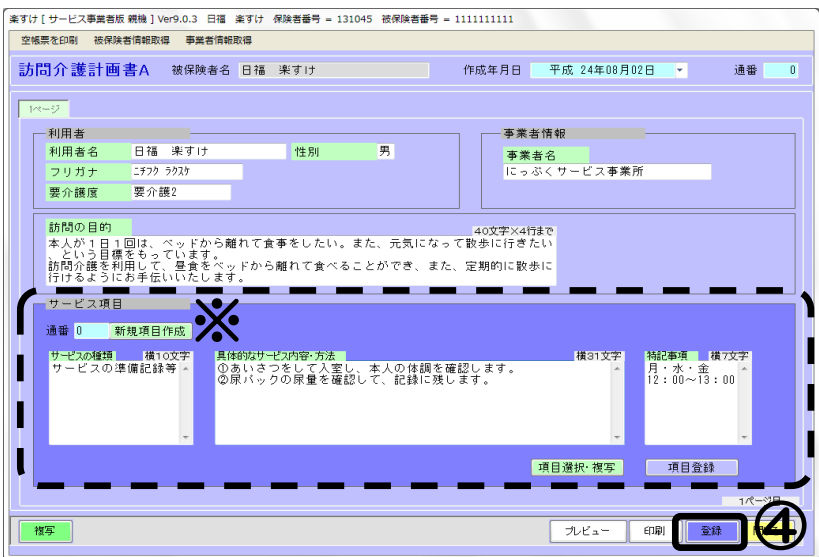 楽すけ [ サービス事業者版 親機 ] Ver9.0.3 日福 楽すけ 保険者番号 = 131045 被保険者番号 = 1111111111
空帳票を印刷 被保険者情報取得 事業者情報取得
訪問介護計画書A 被保険者名 日福 楽すけ 作成年月日 平成 24年08月02日 通番 0
1ページ
利用者 事業者情報
利用者名 日福 楽すけ 性別 男 事業者名
フリガナ ニチフク ラクスケ にっぷくサービス事業所
要介護度 要介護2
訪問の目的 40文字×4行まで
本人が1日1回は、ベッドから離れて食事をしたい。また、元気になって散歩に行きたい
、という目標をもっています。
訪問介護を利用して、昼食をベッドから離れて食べることができ、また、定期的に散歩に
行けるようにお手伝いいたします。
サービス項目
※
通番 0 新規項目作成
サービスの種類 横10文字 具体的なサービス内容・方法 横31文字 特記事項 横7文字
サービスの準備記録等 ①あいさつをして入室し、本人の体調を確認します。 月・水・金
②尿バックの尿量を確認して、記録に残します。 12：00～13：00
項目選択・複写 項目登録
1ページ目
複写 プレビュー 印刷 登録 ④